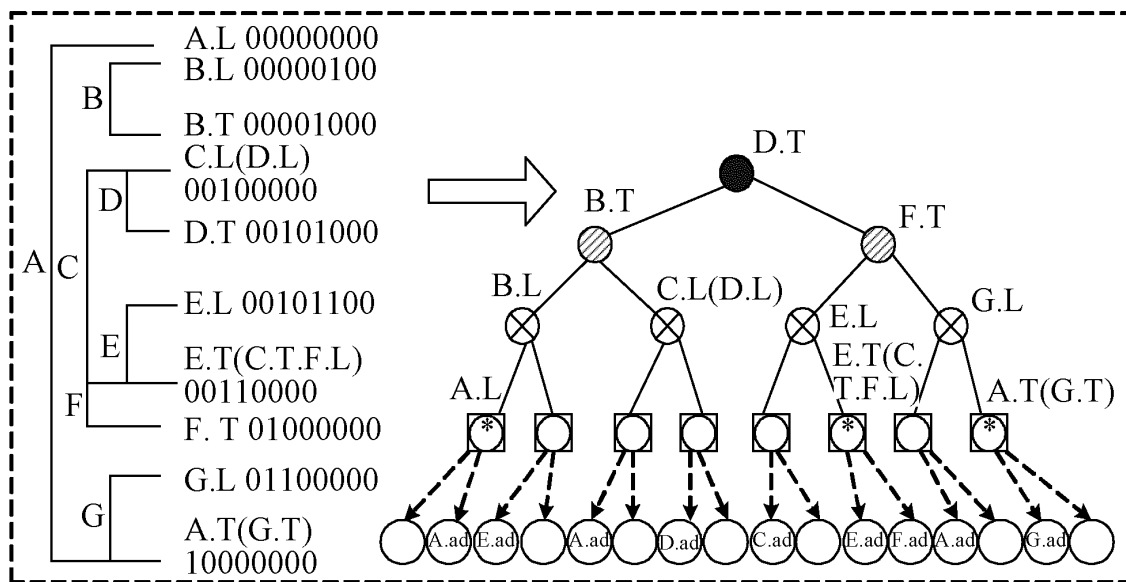 A.L 00000000
B.L 00000100
B
B.T 00001000
C.L(D.L)
00100000
D
D.T 00101000
A
C
E.L 00101100
E
E.T(C.T.F.L)
00110000
F
F. T 01000000
G.L 01100000
G
A.T(G.T)
10000000
D.T
B.T
F.T
B.L
C.L(D.L)
E.L
G.L
A.L
E.T(C.
T.F.L)
A.T(G.T)
* * *
A.ad E.ad A.ad D.ad C.ad E.ad F.ad A.ad G.ad